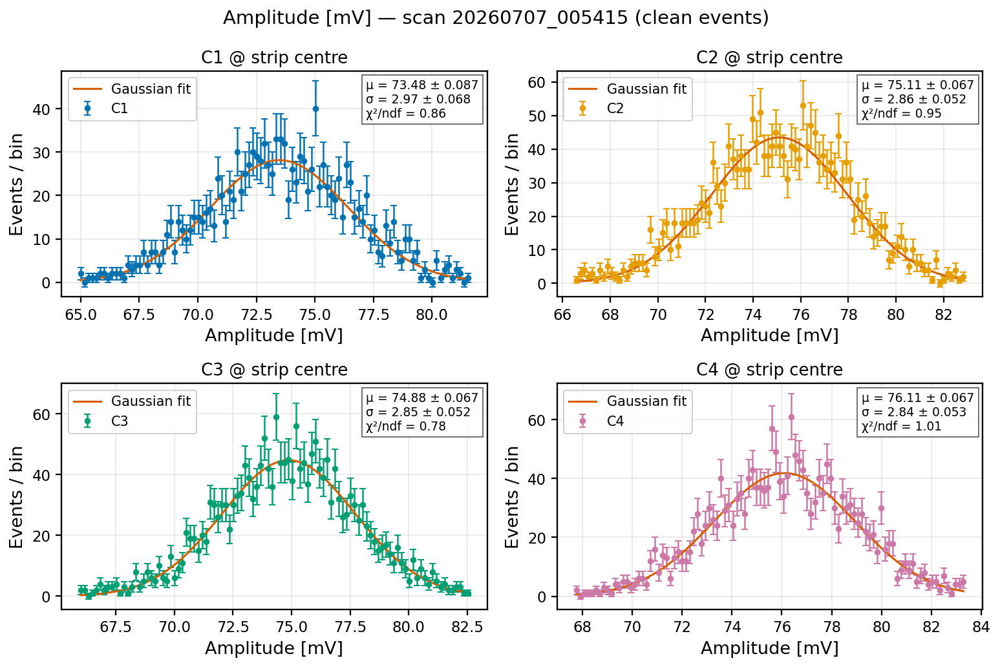 Amplitude [mV] — scan 20260707_005415 (clean events)
C1 @ strip centre
Gaussian fit
C1
μ = 73.48 ± 0.087
σ = 2.97 ± 0.068
χ²/ndf = 0.86
Events / bin
40
30
20
10
0
65.0 67.5 70.0 72.5 75.0 77.5 80.0
Amplitude [mV]
C2 @ strip centre
Gaussian fit
C2
μ = 75.11 ± 0.067
σ = 2.86 ± 0.052
χ²/ndf = 0.95
Events / bin
60
50
40
30
20
10
0
66 68 70 72 74 76 78 80 82
Amplitude [mV]
C3 @ strip centre
Gaussian fit
C3
μ = 74.88 ± 0.067
σ = 2.85 ± 0.052
χ²/ndf = 0.78
Events / bin
60
40
20
0
67.5 70.0 72.5 75.0 77.5 80.0 82.5
Amplitude [mV]
C4 @ strip centre
Gaussian fit
C4
μ = 76.11 ± 0.067
σ = 2.84 ± 0.053
χ²/ndf = 1.01
Events / bin
60
40
20
0
68 70 72 74 76 78 80 82 84
Amplitude [mV]